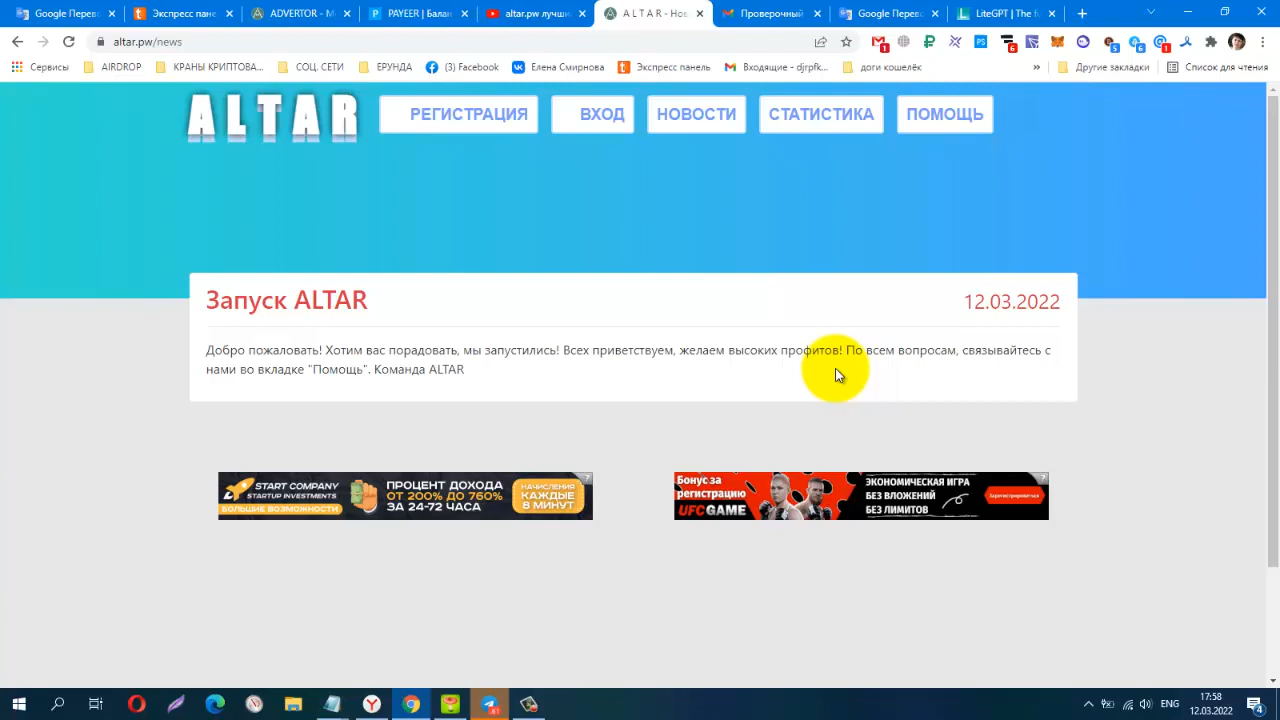 Google Перев
Экспресс пане
ADVERTOR - М
PAYEER | Балан
altar.pw лучши
A L T A R - Нов
Проверочный
Google Перев
LiteGPT | The f
altar.pw/news
Сервисы
AIRDROP
КРАНЫ КРИПТОВА...
СОЦ. СЕТИ
ЕРУНДА
(3) Facebook
Елена Смирнова
Экспресс панель
Входящие - djrpfk...
доги кошелёк
»
Другие закладки
Список для чтения
ALTAR
РЕГИСТРАЦИЯ
ВХОД
НОВОСТИ
СТАТИСТИКА
ПОМОЩЬ
Запуск ALTAR
12.03.2022
Добро пожаловать! Хотим вас порадовать, мы запустились! Всех приветствуем, желаем высоких профитов! По всем вопросам, связывайтесь с
нами во вкладке "Помощь". Команда ALTAR
START COMPANY
STARTUP INVESTMENTS
БОЛЬШИЕ ВОЗМОЖНОСТИ
ПРОЦЕНТ ДОХОДА
ОТ 200% ДО 760%
ЗА 24-72 ЧАСА
НАЧИСЛЕНИЯ
КАЖДЫЕ
8 МИНУТ
Бонус за
регистрацию
UFC GAME
ЭКОНОМИЧЕСКАЯ ИГРА
БЕЗ ВЛОЖЕНИЙ
БЕЗ ЛИМИТОВ
Зарегистрироваться
ENG
17:58
12.03.2022